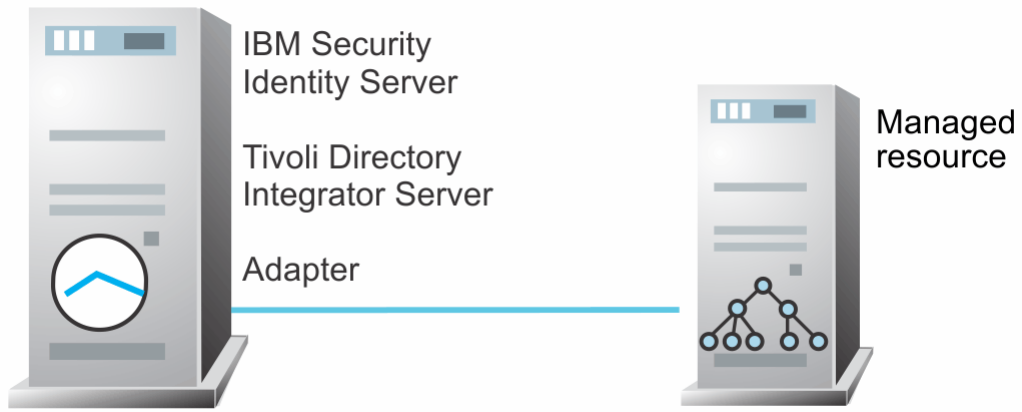 IBM Security
Identity Server
Tivoli Directory
Integrator Server
Adapter
Managed
resource